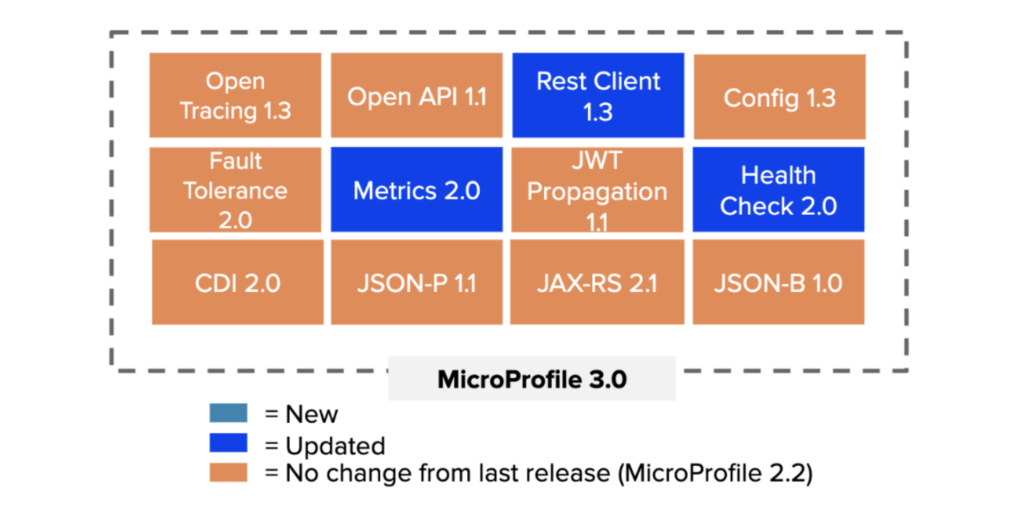 Open
Tracing 1.3
Open API 1.1
Rest Client
1.3
Config 1.3
Fault
Tolerance
2.0
Metrics 2.0
JWT
Propagation
1.1
Health
Check 2.0
CDI 2.0
JSON-P 1.1
JAX-RS 2.1
JSON-B 1.0
MicroProfile 3.0
= New
= Updated
= No change from last release (MicroProfile 2.2)